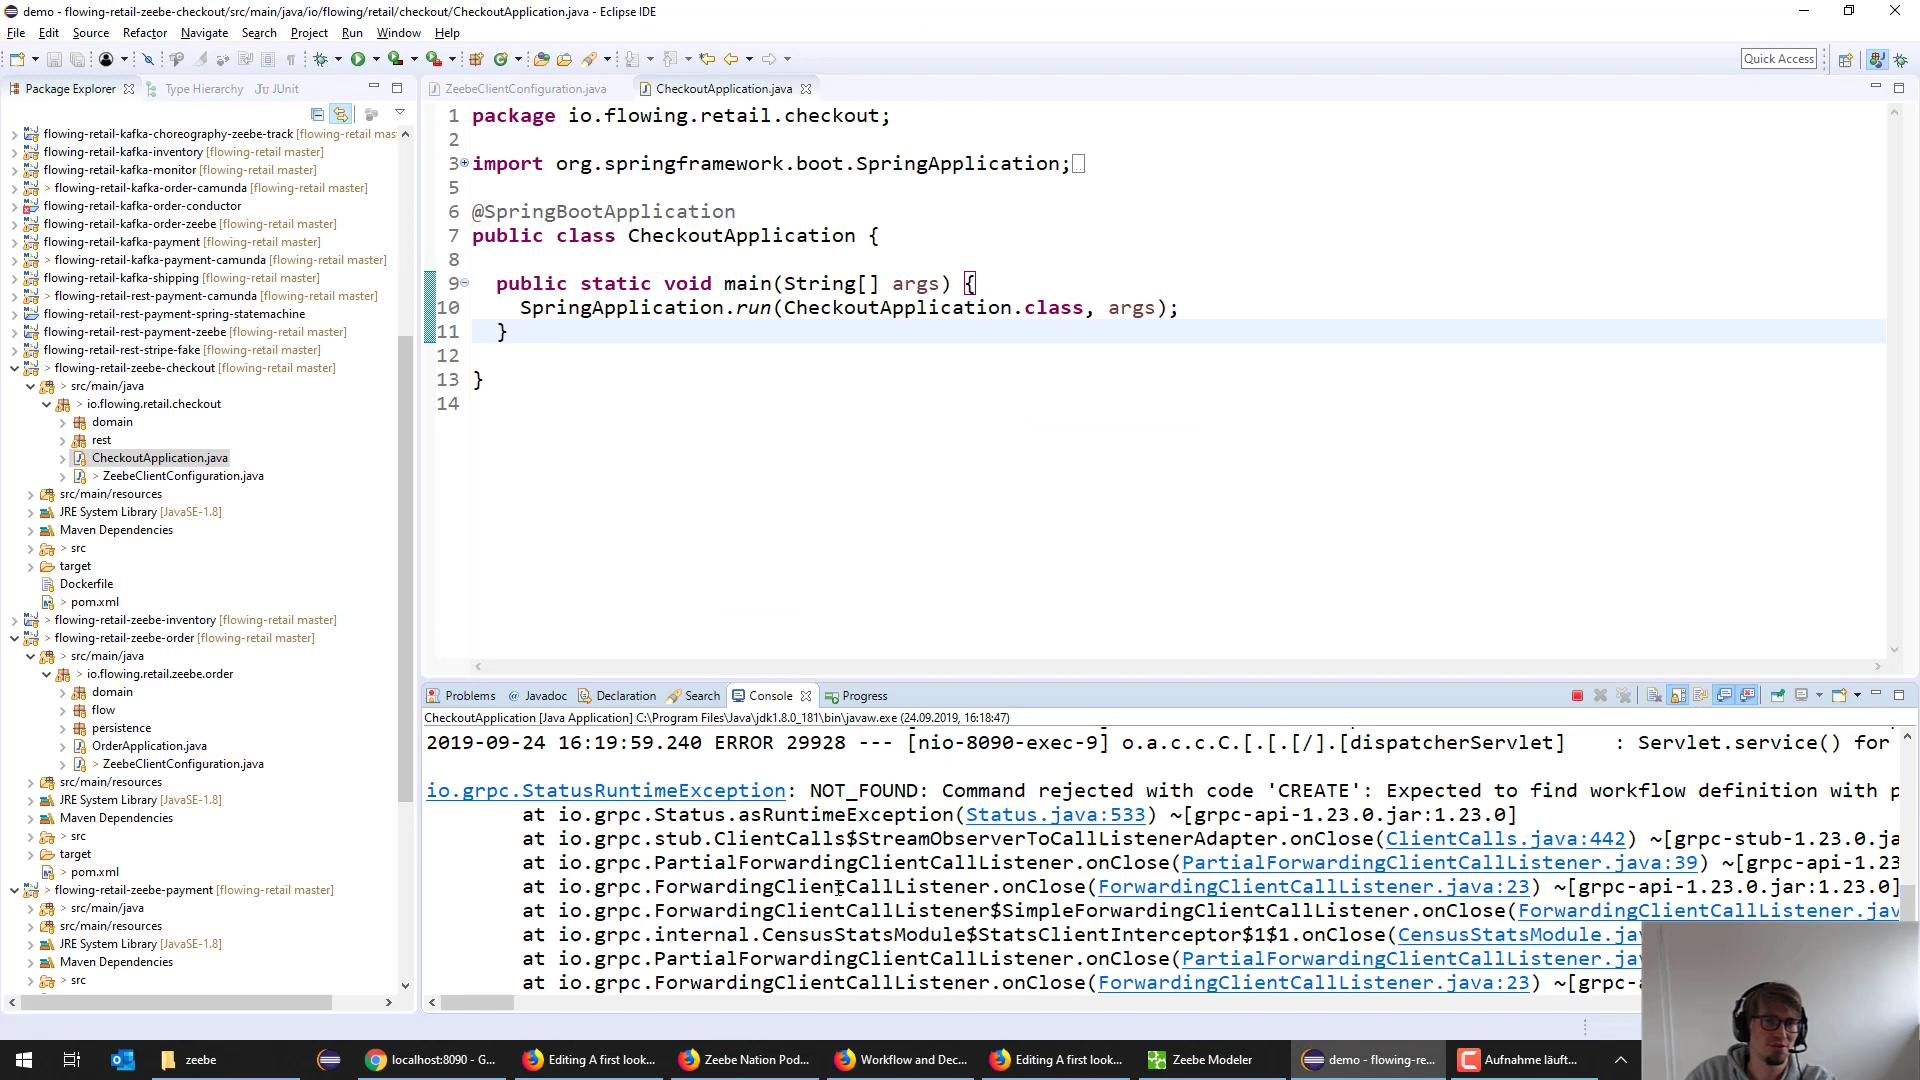 demo - flowing-retail-zeebe-checkout/src/main/java/io/flowing/retail/checkout/CheckoutApplication.java - Eclipse IDE
File Edit Source Refactor Navigate Search Project Run Window Help
Quick Access
Package Explorer Type Hierarchy JUnit
flowing-retail-kafka-choreography-zeebe-track [flowing-retail mas
flowing-retail-kafka-inventory [flowing-retail master]
flowing-retail-kafka-monitor [flowing-retail master]
> flowing-retail-kafka-order-camunda [flowing-retail master]
flowing-retail-kafka-order-conductor
flowing-retail-kafka-order-zeebe [flowing-retail master]
flowing-retail-kafka-payment [flowing-retail master]
> flowing-retail-kafka-payment-camunda [flowing-retail master]
flowing-retail-kafka-shipping [flowing-retail master]
> flowing-retail-rest-payment-camunda [flowing-retail master]
flowing-retail-rest-payment-spring-statemachine
flowing-retail-rest-payment-zeebe [flowing-retail master]
flowing-retail-rest-stripe-fake [flowing-retail master]
> flowing-retail-zeebe-checkout [flowing-retail master]
> src/main/java
> io.flowing.retail.checkout
domain
rest
CheckoutApplication.java
> ZeebeClientConfiguration.java
src/main/resources
JRE System Library [JavaSE-1.8]
Maven Dependencies
> src
target
Dockerfile
> pom.xml
> flowing-retail-zeebe-inventory [flowing-retail master]
> flowing-retail-zeebe-order [flowing-retail master]
> src/main/java
> io.flowing.retail.zeebe.order
domain
> flow
persistence
OrderApplication.java
> ZeebeClientConfiguration.java
> src/main/resources
JRE System Library [JavaSE-1.8]
Maven Dependencies
> src
target
> pom.xml
> flowing-retail-zeebe-payment [flowing-retail master]
> src/main/java
> src/main/resources
JRE System Library [JavaSE-1.8]
Maven Dependencies
> src
ZeebeClientConfiguration.java CheckoutApplication.java
1 package io.flowing.retail.checkout;
2
3 import org.springframework.boot.SpringApplication;
5
6 @SpringBootApplication
7 public class CheckoutApplication {
8
9 public static void main(String[] args) {
10 SpringApplication.run(CheckoutApplication.class, args);
11 }
12
13 }
14
Problems Javadoc Declaration Search Console Progress
CheckoutApplication [Java Application] C:\Program Files\Java\jdk1.8.0_181\bin\javaw.exe (24.09.2019, 16:18:47)
2019-09-24 16:19:59.240 ERROR 29928 --- [nio-8090-exec-9] o.a.c.c.C.[.[.[/].[dispatcherServlet] : Servlet.service() for
io.grpc.StatusRuntimeException: NOT_FOUND: Command rejected with code 'CREATE': Expected to find workflow definition with p
at io.grpc.Status.asRuntimeException(Status.java:533) ~[grpc-api-1.23.0.jar:1.23.0]
at io.grpc.stub.ClientCalls$StreamObserverToCallListenerAdapter.onClose(ClientCalls.java:442) ~[grpc-stub-1.23.0.ja
at io.grpc.PartialForwardingClientCallListener.onClose(PartialForwardingClientCallListener.java:39) ~[grpc-api-1.23
at io.grpc.ForwardingClientCallListener.onClose(ForwardingClientCallListener.java:23) ~[grpc-api-1.23.0.jar:1.23.0]
at io.grpc.ForwardingClientCallListener$SimpleForwardingClientCallListener.onClose(ForwardingClientCallListener.jav
at io.grpc.internal.CensusStatsModule$StatsClientInterceptor$1$1.onClose(CensusStatsModule.jav
at io.grpc.PartialForwardingClientCallListener.onClose(PartialForwardingClientCallListener.jav
at io.grpc.ForwardingClientCallListener.onClose(ForwardingClientCallListener.java:23) ~[grpc-a
zeebe localhost:8090 - G... Editing A first look... Zeebe Nation Pod... Workflow and Dec... Editing A first look... Zeebe Modeler demo - flowing-re... Aufnahme läuft...